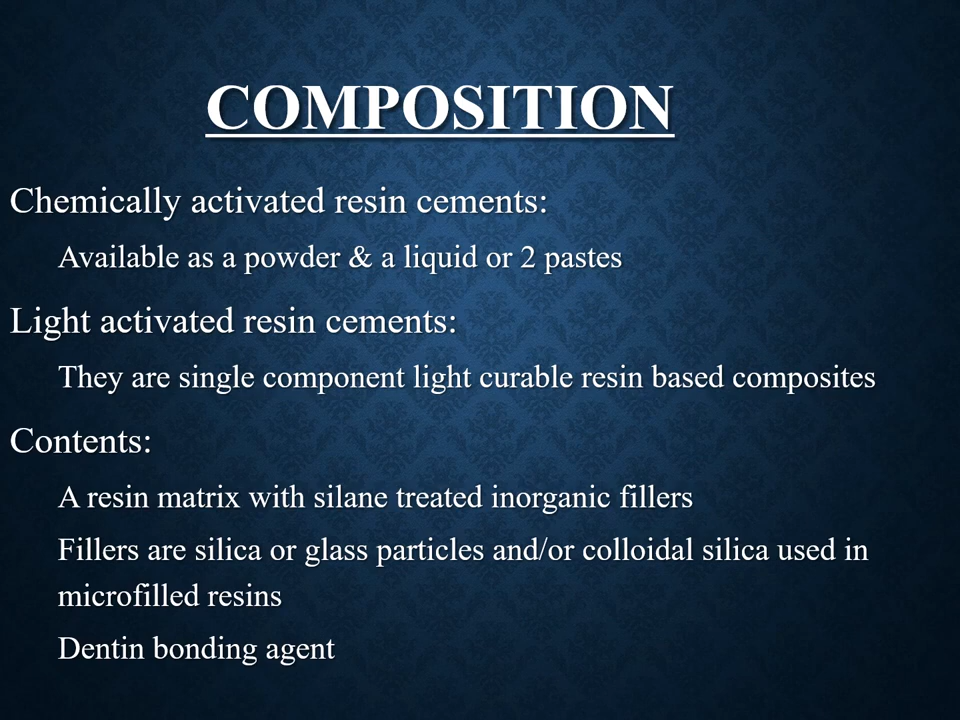 COMPOSITION
Chemically activated resin cements:
Available as a powder & a liquid or 2 pastes
Light activated resin cements:
They are single component light curable resin based composites
Contents:
A resin matrix with silane treated inorganic fillers
Fillers are silica or glass particles and/or colloidal silica used in
microfilled resins
Dentin bonding agent